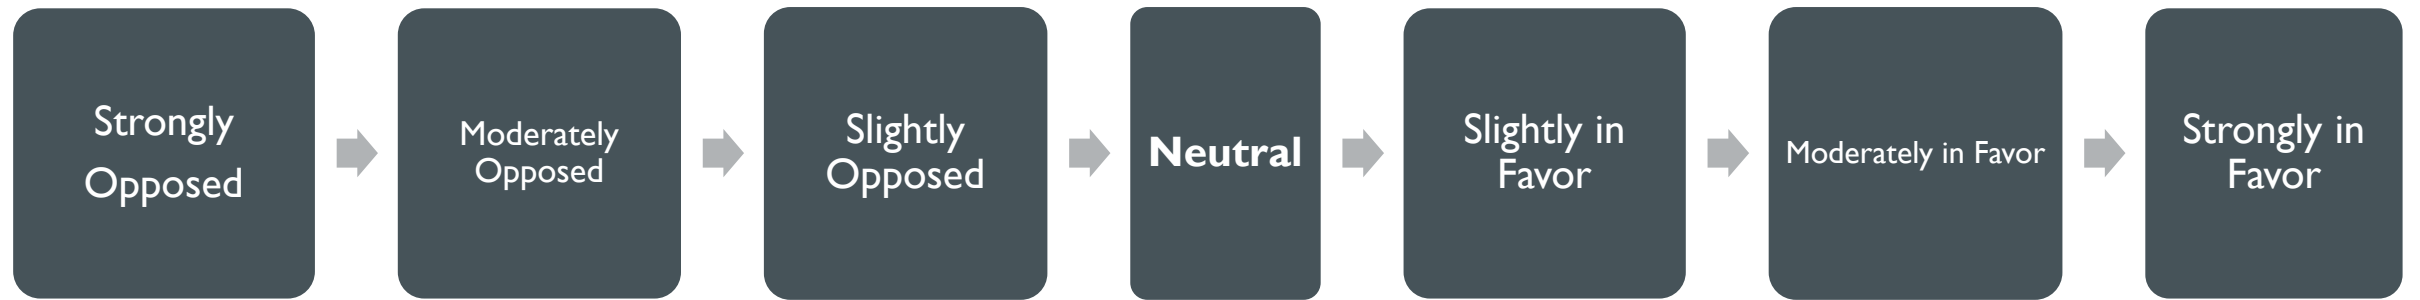 Strongly
Opposed
Moderately
Opposed
Slightly
Opposed
Neutral
Slightly in
Favor
Moderately in Favor
Strongly in
Favor